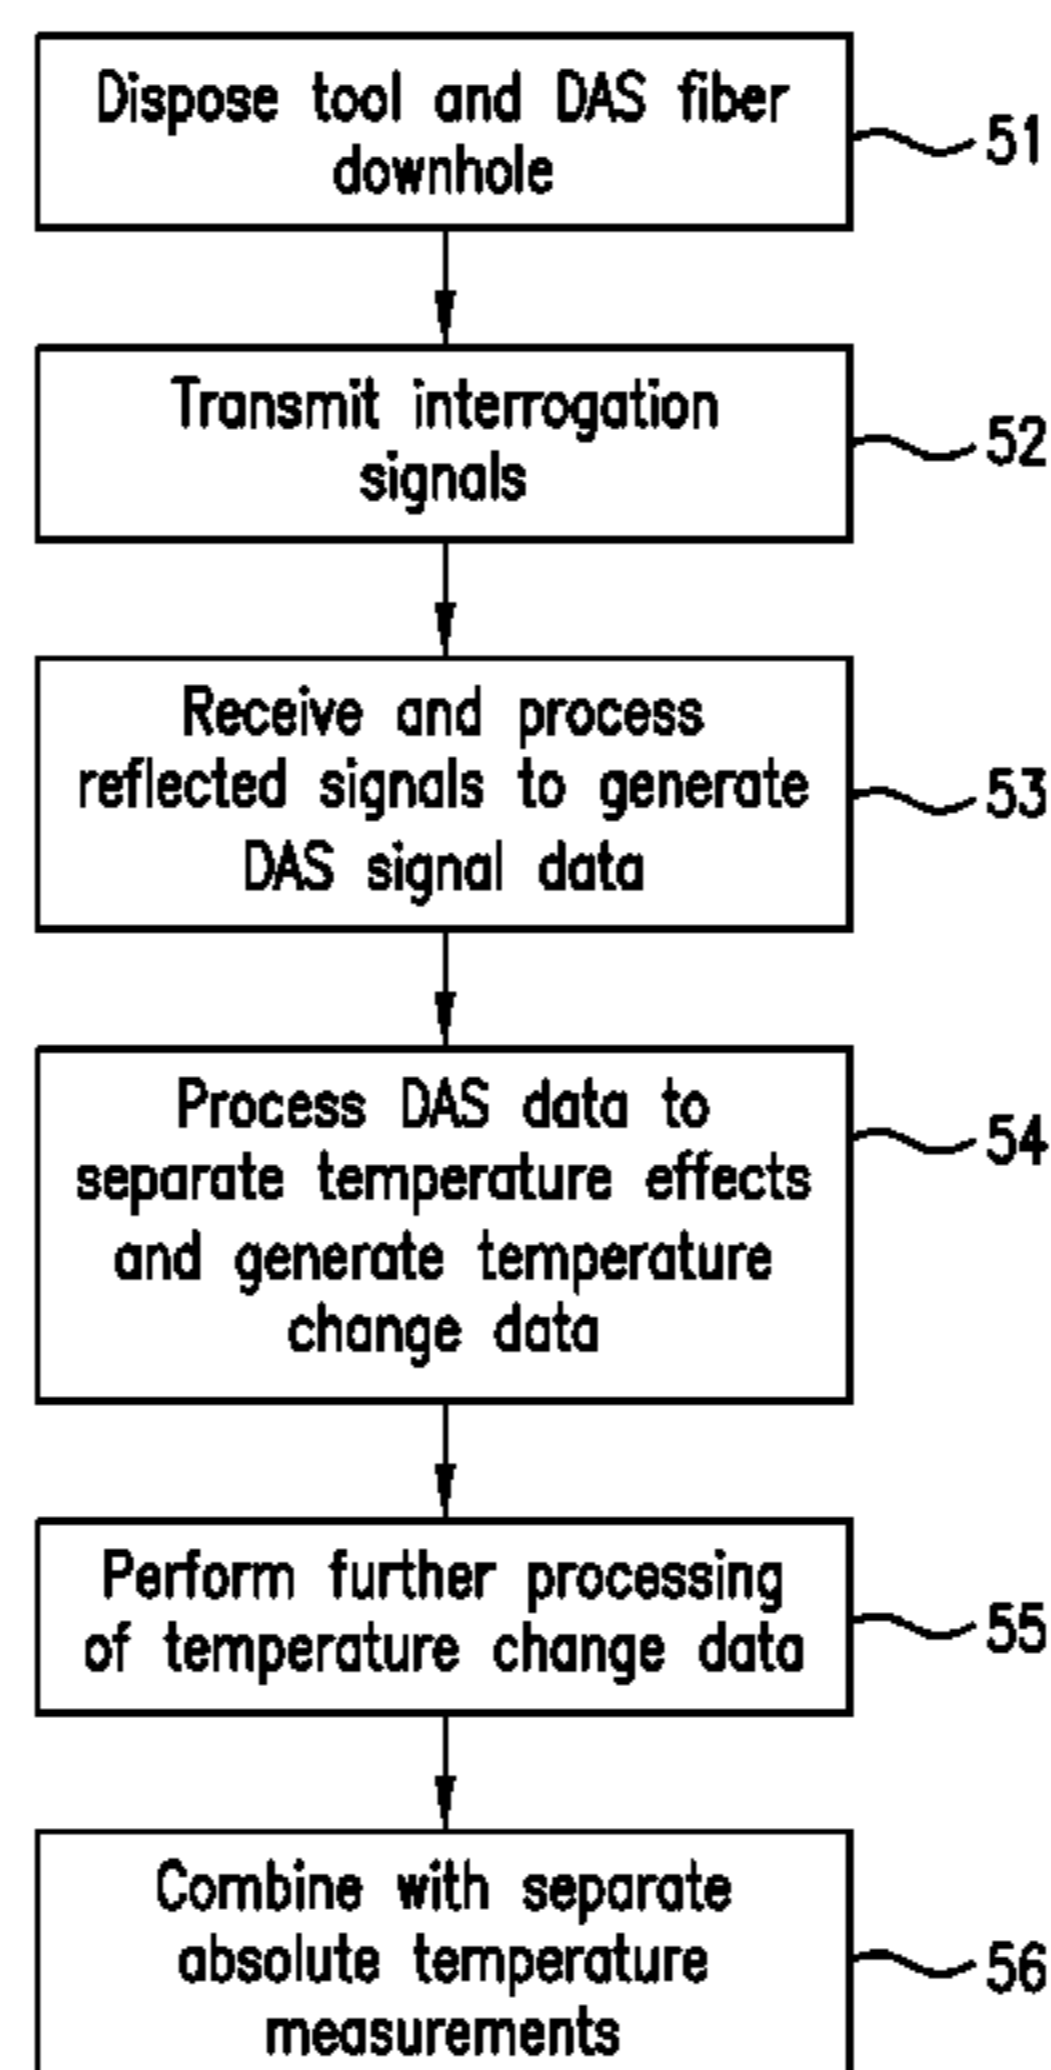 Dispose tool and DAS fiber
downhole
51
Transmit interrogation
signals
52
Receive and process
reflected signals to generate
DAS signal data
53
Process DAS data to
separate temperature effects
and generate temperature
change data
54
Perform further processing
of temperature change data
55
Combine with separate
absolute temperature
measurements
56